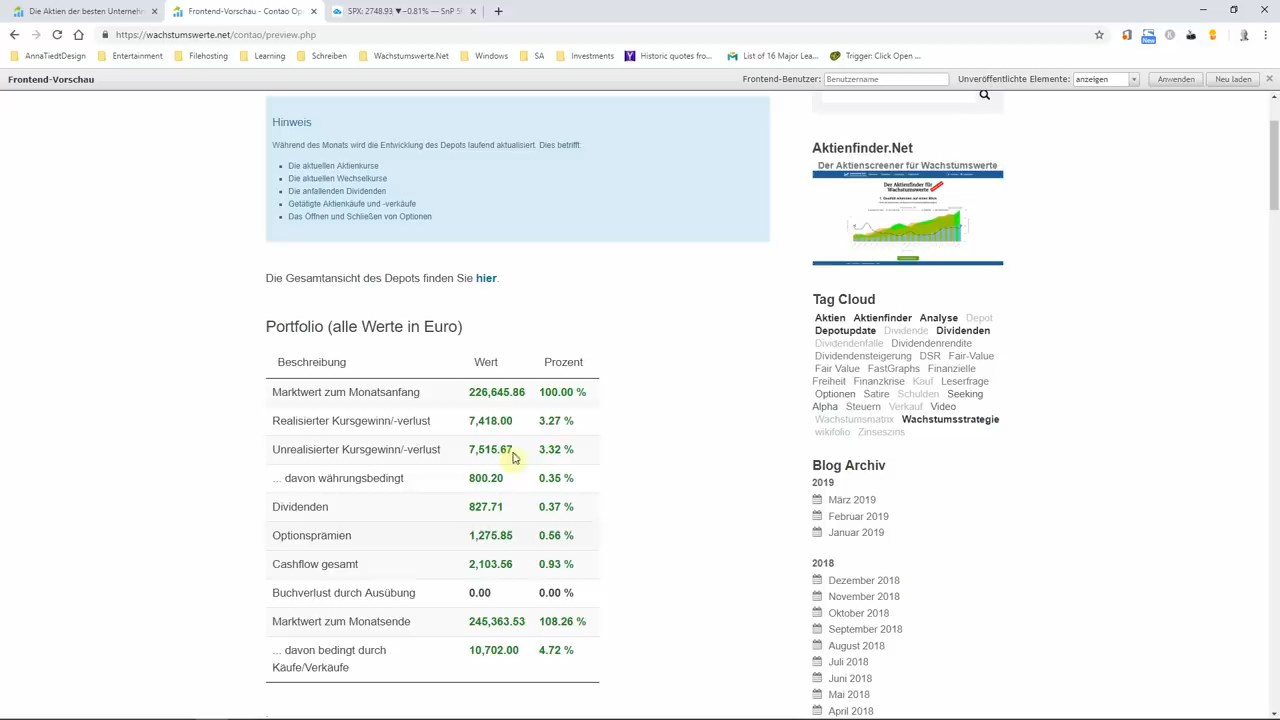 Die Aktien der besten Unternehm
Frontend-Vorschau - Contao Op
SPX: 2748.93 ▼−0.81% — SnP 5
https://wachstumswerte.net/contao/preview.php
AnnaTiedtDesign
Entertainment
Filehosting
Learning
Schreiben
Wachstumswerte.Net
Windows
SA
Investments
Historic quotes fro...
List of 16 Major Lea...
Trigger: Click Open ...
New
Frontend-Vorschau
Frontend-Benutzer:
Benutzername
Unveröffentlichte Elemente:
anzeigen
Anwenden
Neu laden
Hinweis
Während des Monats wird die Entwicklung des Depots laufend aktualisiert. Dies betrifft:
Die aktuellen Aktienkurse
Die aktuellen Wechselkurse
Die anfallenden Dividenden
Getätigte Aktienkäufe und -verkäufe
Das Öffnen und Schließen von Optionen
Die Gesamtansicht des Depots finden Sie hier.
Portfolio (alle Werte in Euro)
Beschreibung Wert Prozent
Marktwert zum Monatsanfang 226,645.86 100.00 %
Realisierter Kursgewinn/-verlust 7,418.00 3.27 %
Unrealisierter Kursgewinn/-verlust 7,515.67 3.32 %
... davon währungsbedingt 800.20 0.35 %
Dividenden 827.71 0.37 %
Optionsprämien 1,275.85 0.56 %
Cashflow gesamt 2,103.56 0.93 %
Buchverlust durch Ausübung 0.00 0.00 %
Marktwert zum Monatsende 245,363.53 108.26 %
... davon bedingt durch 10,702.00 4.72 %
Käufe/Verkäufe
Aktienfinder.Net
Der Aktienscreener für Wachstumswerte
Der Aktienfinder für
Wachstumswerte
Tag Cloud
Aktien Aktienfinder Analyse Depot
Depotupdate Dividende Dividenden
Dividendenfalle Dividendenrendite
Dividendensteigerung DSR Fair-Value
Fair Value FastGraphs Finanzielle
Freiheit Finanzkrise Kauf Leserfrage
Optionen Satire Schulden Seeking
Alpha Steuern Verkauf Video
Wachstumsmatrix Wachstumsstrategie
wikifolio Zinseszins
Blog Archiv
2019
März 2019
Februar 2019
Januar 2019
2018
Dezember 2018
November 2018
Oktober 2018
September 2018
August 2018
Juli 2018
Juni 2018
Mai 2018
April 2018